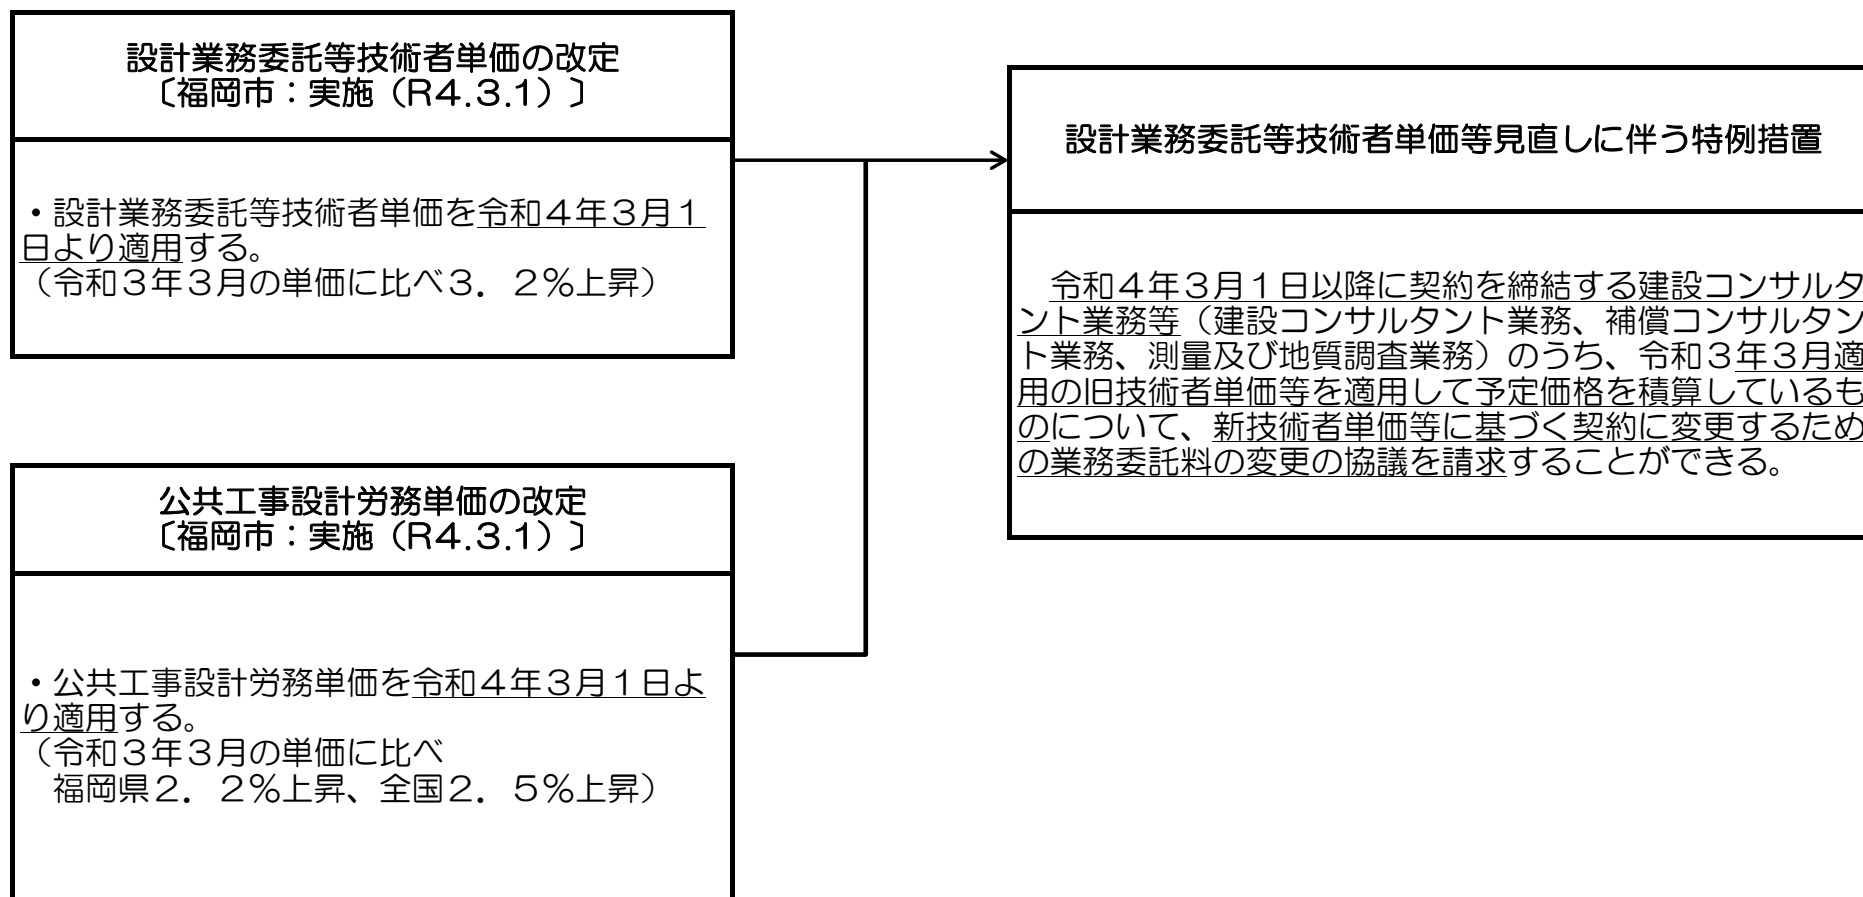 設計業務委託等技術者単価の改定
〔福岡市：実施（R4.3.1）〕
・設計業務委託等技術者単価を令和４年３月１
日より適用する。
（令和３年３月の単価に比べ３．２％上昇）
公共工事設計労務単価の改定
〔福岡市：実施（R4.3.1）〕
・公共工事設計労務単価を令和４年３月１日よ
り適用する。
（令和３年３月の単価に比べ
　福岡県２．２％上昇、全国２．５％上昇）
設計業務委託等技術者単価等見直しに伴う特例措置
　令和４年３月１日以降に契約を締結する建設コンサルタ
ント業務等（建設コンサルタント業務、補償コンサルタン
ト業務、測量及び地質調査業務）のうち、令和３年３月適
用の旧技術者単価等を適用して予定価格を積算しているも
のについて、新技術者単価等に基づく契約に変更するため
の業務委託料の変更の協議を請求することができる。